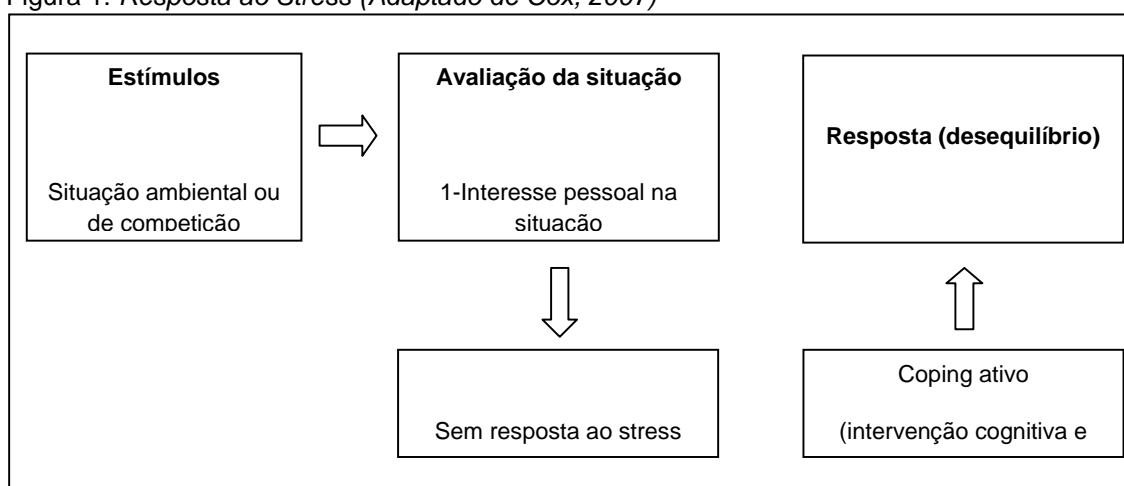 Figura 1: Resposta ao Stress (Adaptado de Cox, 2007)
Estímulos
Situação ambiental ou
de competição
Avaliação da situação
1-Interesse pessoal na
situação
Resposta (desequilíbrio)
Sem resposta ao stress
Coping ativo
(intervenção cognitiva e